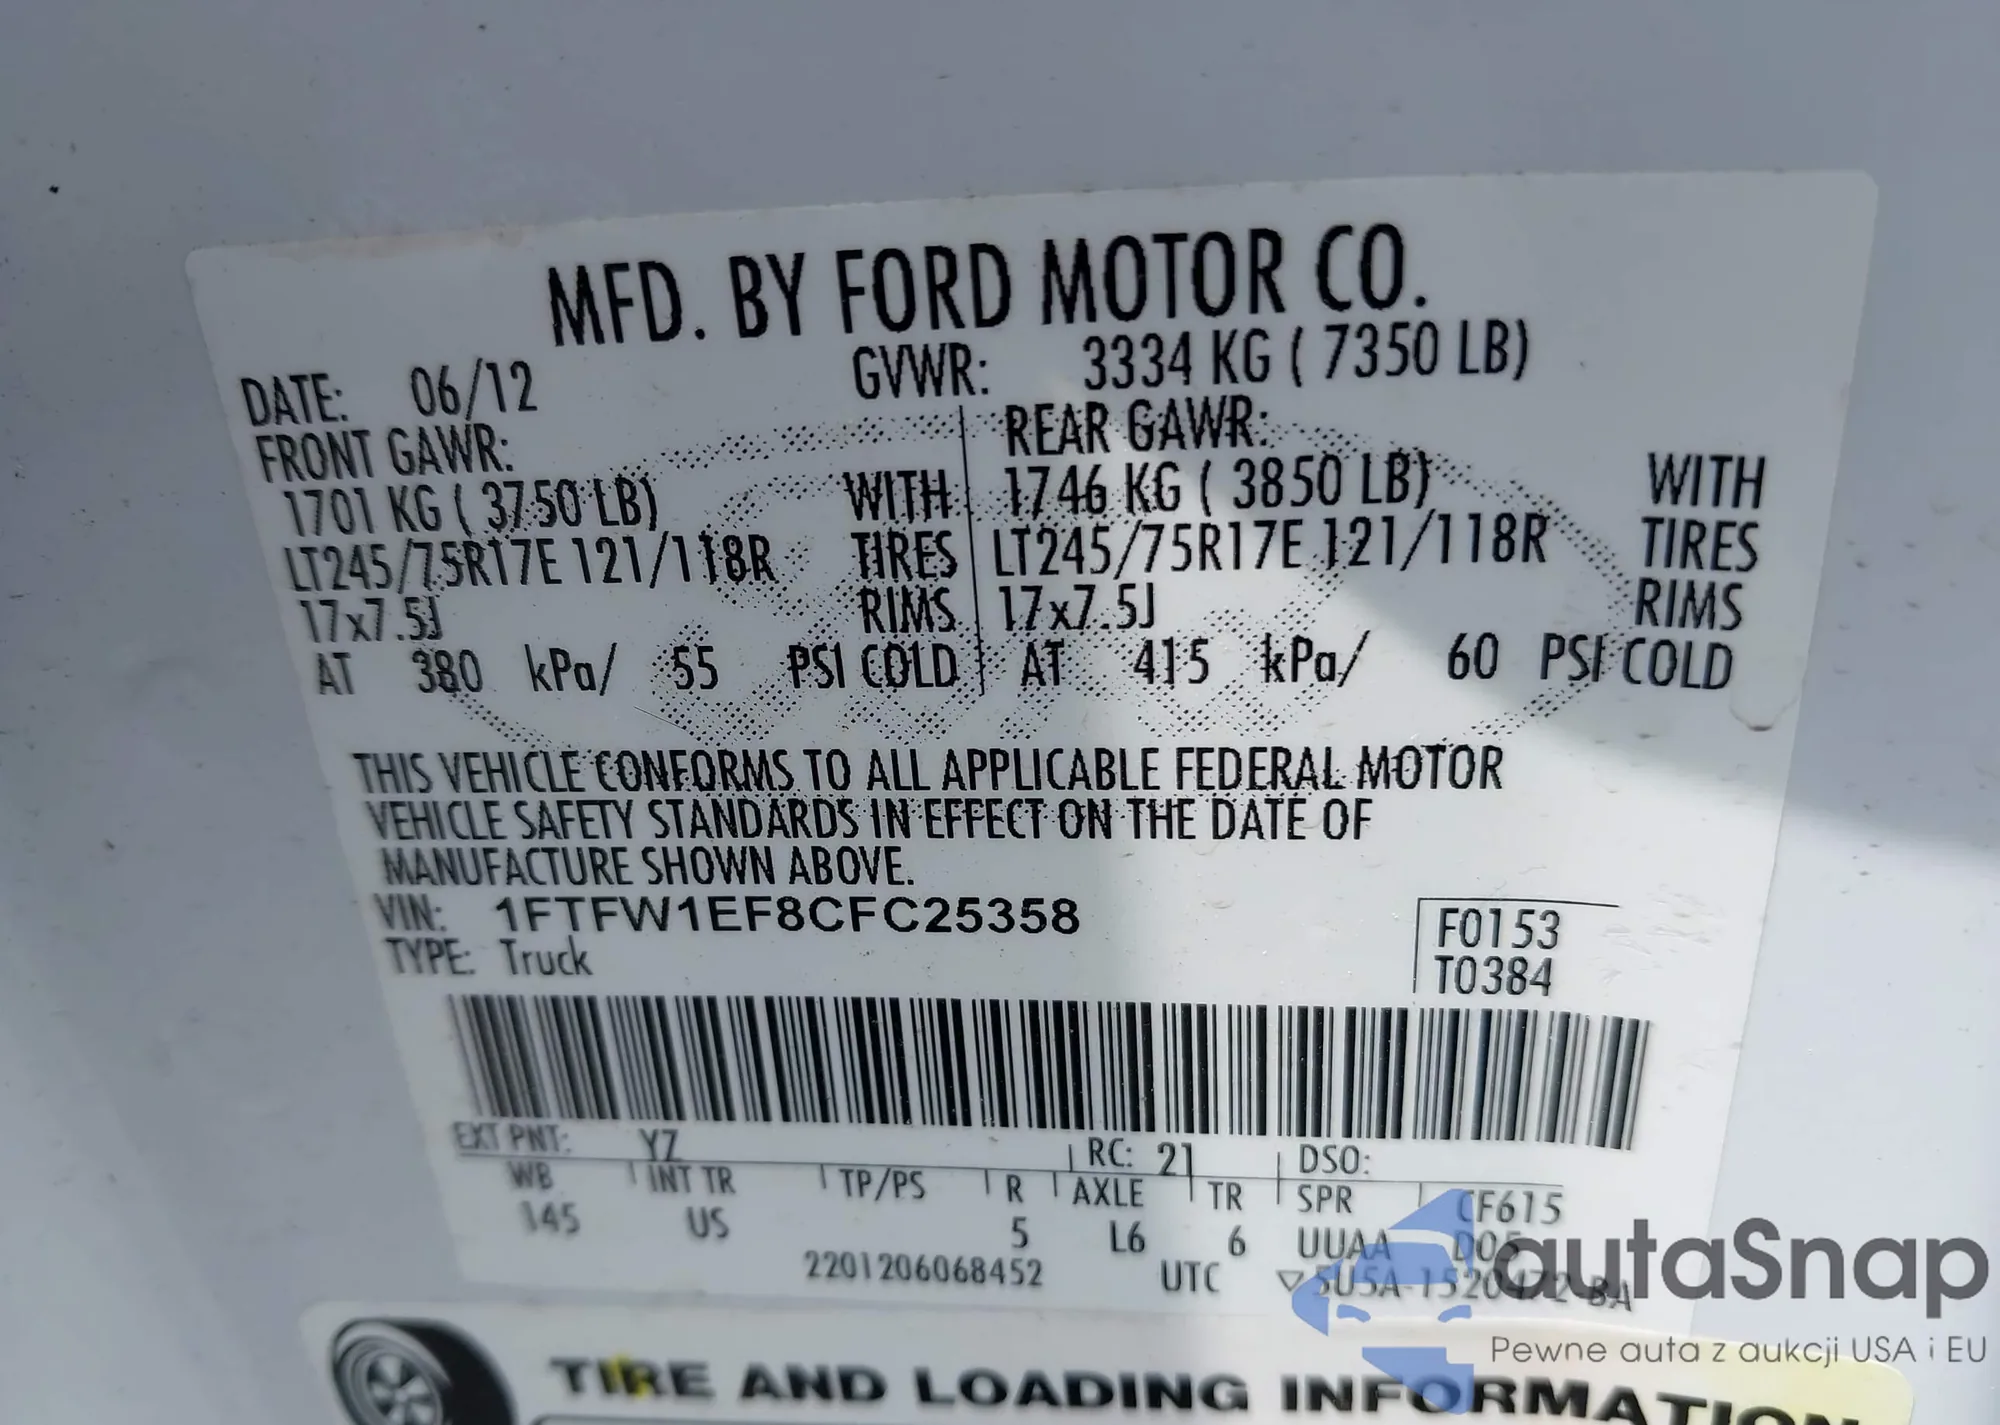 MFD. BY FORD MOTOR CO.
DATE: 06/12 GVWR: 3334 KG ( 7350 LB)
FRONT GAWR: REAR GAWR:
1701 KG ( 3750 LB) WITH 1746 KG ( 3850 LB) WITH
LT245/75R17E 121/118R TIRES LT245/75R17E 121/118R TIRES
17x7.5J RIMS 17x7.5J RIMS
AT 380 kPa/ 55 PSI COLD AT 415 kPa/ 60 PSI COLD
THIS VEHICLE CONFORMS TO ALL APPLICABLE FEDERAL MOTOR
VEHICLE SAFETY STANDARDS IN EFFECT ON THE DATE OF
MANUFACTURE SHOWN ABOVE.
VIN: 1FTFW1EF8CFC25358 F0153
TYPE: Truck T0384
EXT PNT: YZ RC: 21 DSO:
WB INT TR TP/PS R AXLE TR SPR CF615
145 US 5 L6 6 UUAA D05
2201206068452 UTC ▽5U5A-1520472-BA
autaSnap
Pewne auta z aukcji USA i EU
TIRE AND LOADING INFORMATION